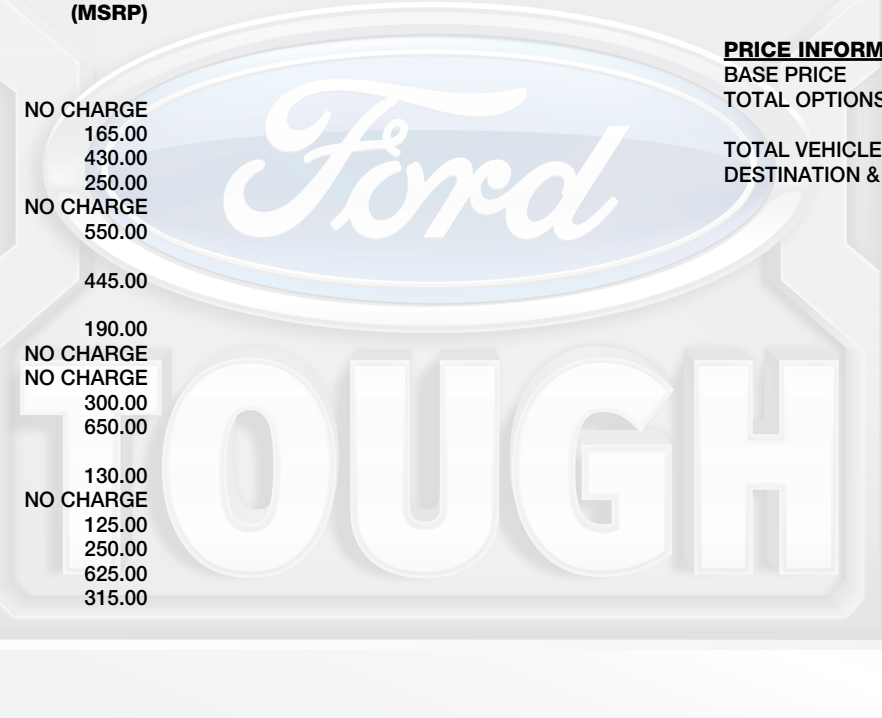 (MSRP)
NO CHARGE
165.00
430.00
250.00
NO CHARGE
550.00
445.00
190.00
NO CHARGE
NO CHARGE
300.00
650.00
130.00
NO CHARGE
125.00
250.00
625.00
315.00
PRICE INFORM
BASE PRICE
TOTAL OPTIONS
TOTAL VEHICLE
DESTINATION &
Ford
TOUGH